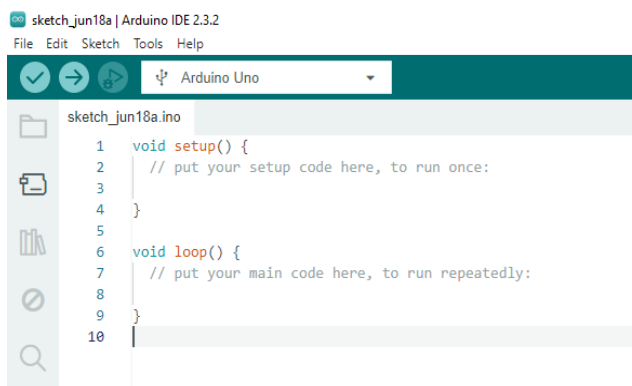 sketch_jun18a | Arduino IDE 2.3.2
File Edit Sketch Tools Help
Arduino Uno
sketch_jun18a.ino
1 void setup() {
2 // put your setup code here, to run once:
3
4 }
5
6 void loop() {
7 // put your main code here, to run repeatedly:
8
9 }
10